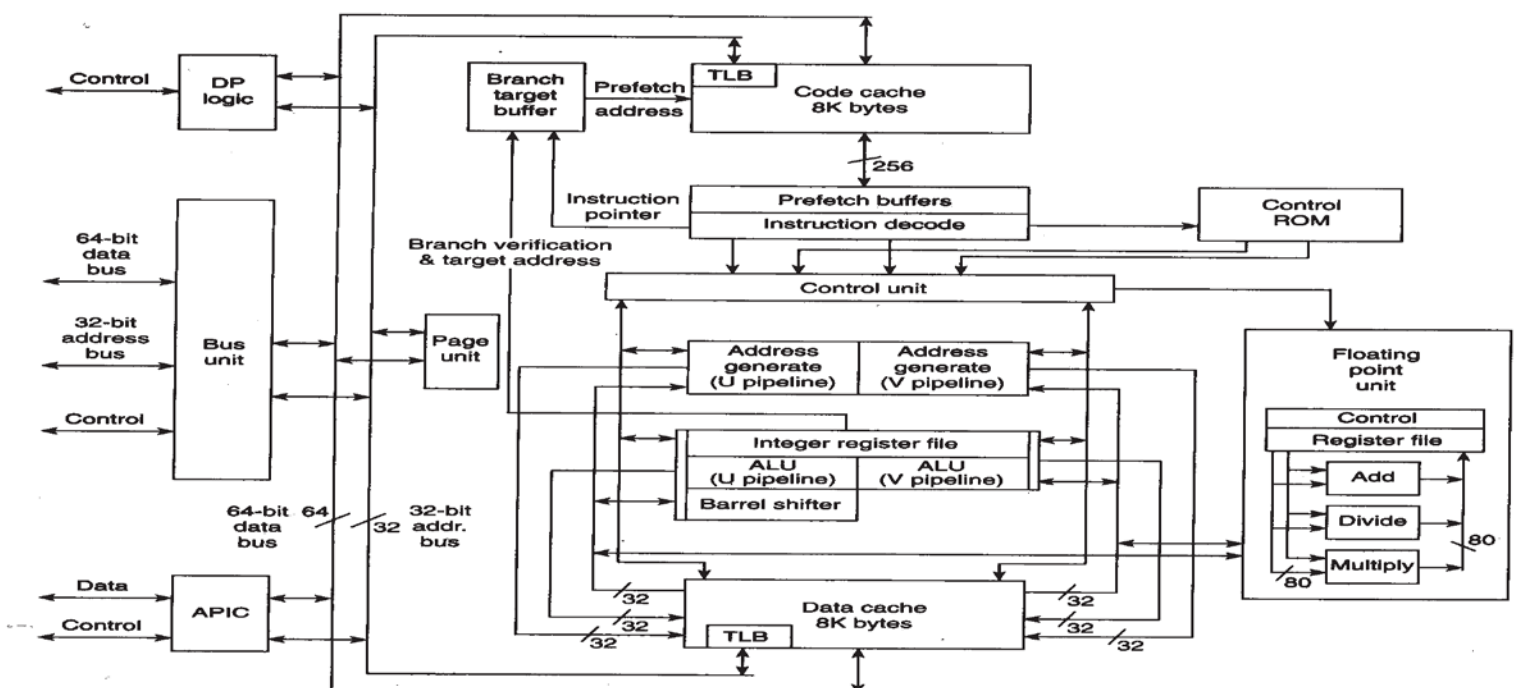 Control
DP
logic
Branch
target
buffer
Prefetch
address
TLB
Code cache
8K bytes
256
Instruction
pointer
Prefetch buffers
Instruction decode
Control
ROM
Branch verification
& target address
Control unit
64-bit
data
bus
32-bit
address
bus
Control
Bus
unit
Page
unit
Address
generate
(U pipeline)
Address
generate
(V pipeline)
Integer register file
ALU
(U pipeline)
ALU
(V pipeline)
Barrel shifter
Floating
point
unit
Control
Register file
Add
Divide
Multiply
80
80
64-bit
data
bus
64
32
32-bit
addr.
bus
Data
Control
APIC
32
32
32
Data cache
8K bytes
TLB
32
32
32